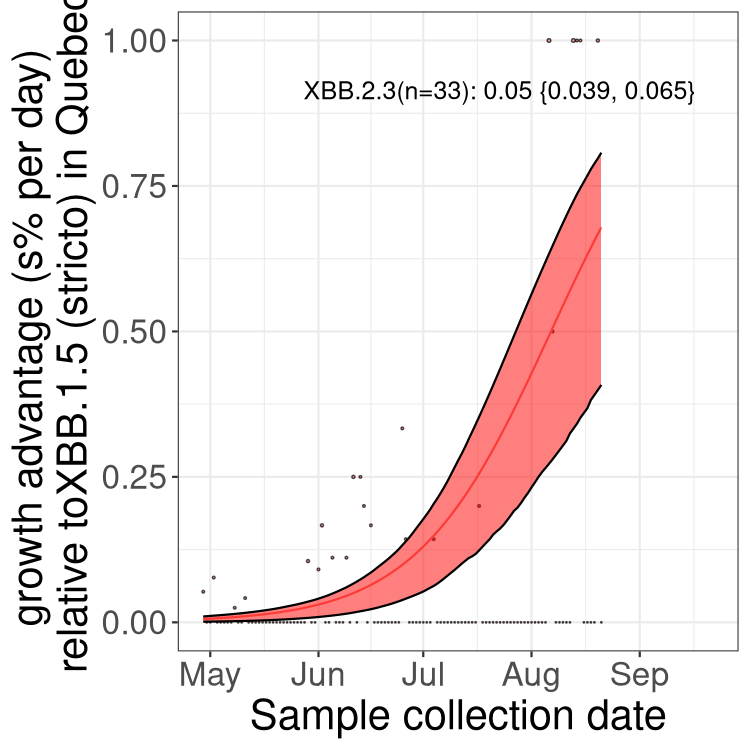 growth advantage (s% per day)
relative toXBB.1.5 (stricto) in Quebec
1.00
XBB.2.3(n=33): 0.05 {0.039, 0.065}
0.75
0.50
0.25
0.00
May Jun Jul Aug Sep
Sample collection date